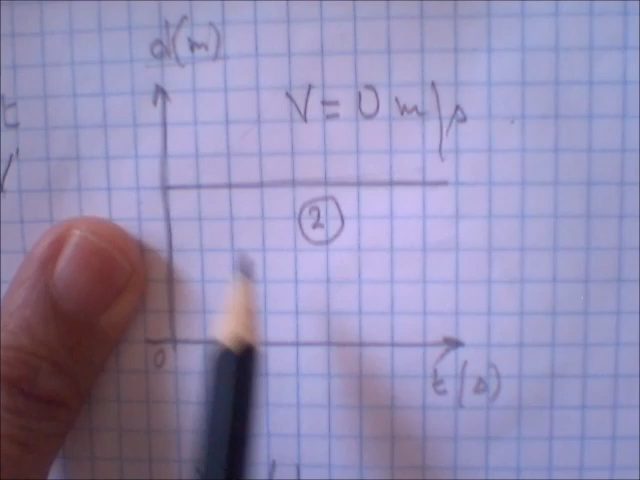 d(m)
V = 0 m/s
2
0
t(s)